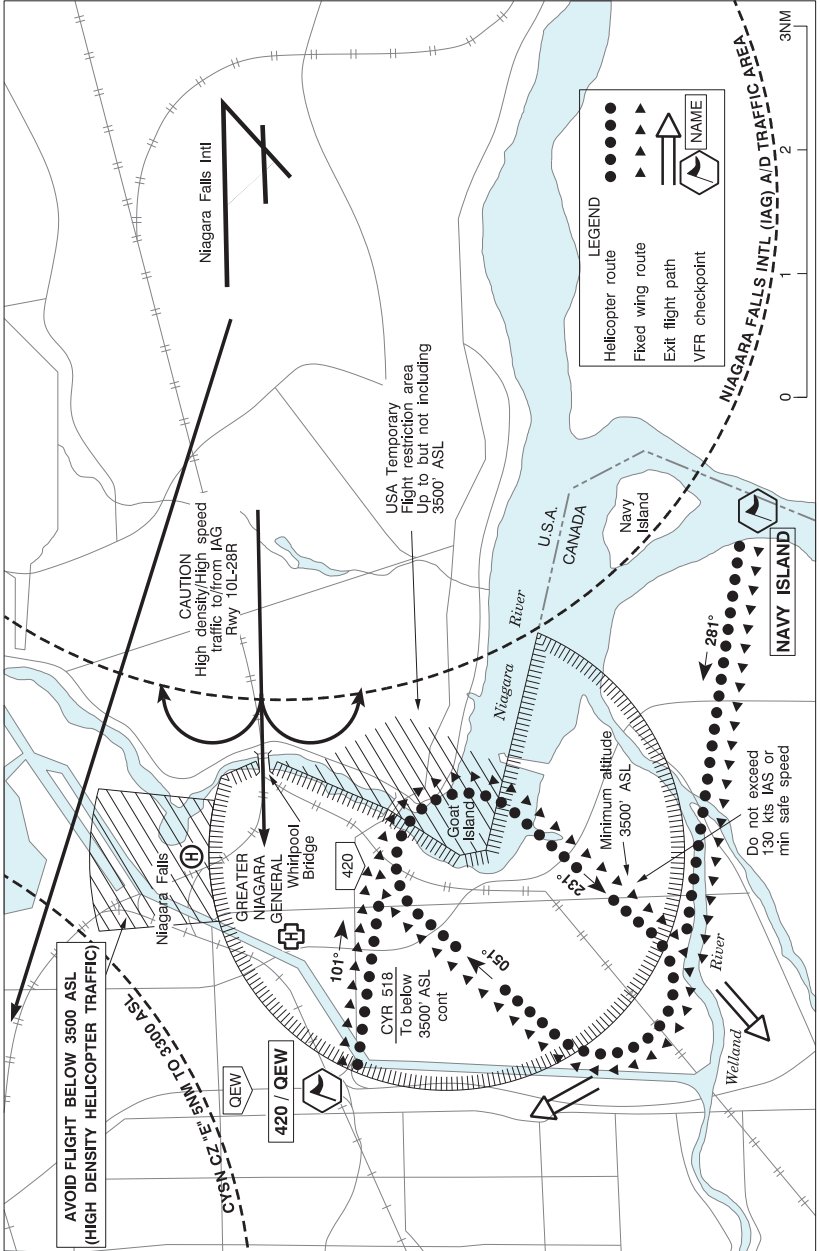 AVOID FLIGHT BELOW 3500 ASL
(HIGH DENSITY HELICOPTER TRAFFIC)
CYSN CZ "E" 5NM TO 3300 ASL
Niagara Falls
H
GREATER
NIAGARA
GENERAL
H
Whirlpool
Bridge
CAUTION
High density/High speed
traffic to/from IAG
Rwy 10L-28R
Niagara Falls Intl
QEW
420 / QEW
101°
420
CYR 518
To below
3500' ASL
cont
051°
Goat
Island
USA Temporary
Flight restriction area
Up to but not including
3500' ASL
Niagara River
231°
Minimum altitude
3500' ASL
U.S.A.
CANADA
Navy
Island
Welland River
Do not exceed
130 kts IAS or
min safe speed
281°
NAVY ISLAND
LEGEND
Helicopter route
Fixed wing route
Exit flight path
VFR checkpoint
NAME
NIAGARA FALLS INTL (IAG) A/D TRAFFIC AREA
0 1 2 3NM